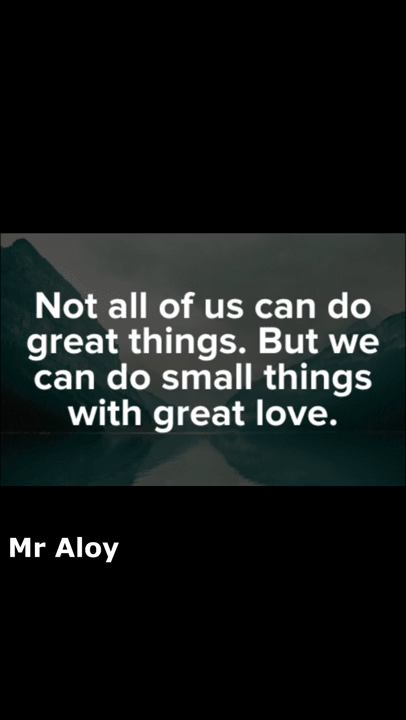 Not all of us can do
great things. But we
can do small things
with great love.
Mr Aloy